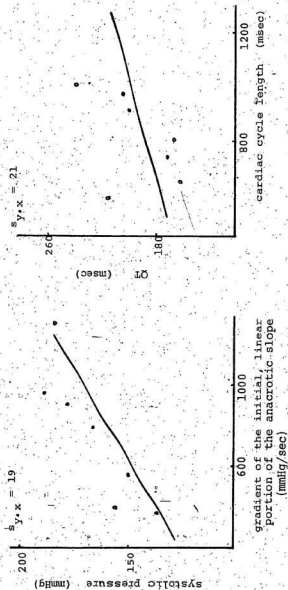 s y.x = 19
200
150
systolic pressure (mmHg)
600
1000
gradient of the initial, linear
portion of the anacrotic slope
(mmHg/sec)
s y.x = 21
260
180
QT (msec)
800
1200
cardiac cycle length (msec)